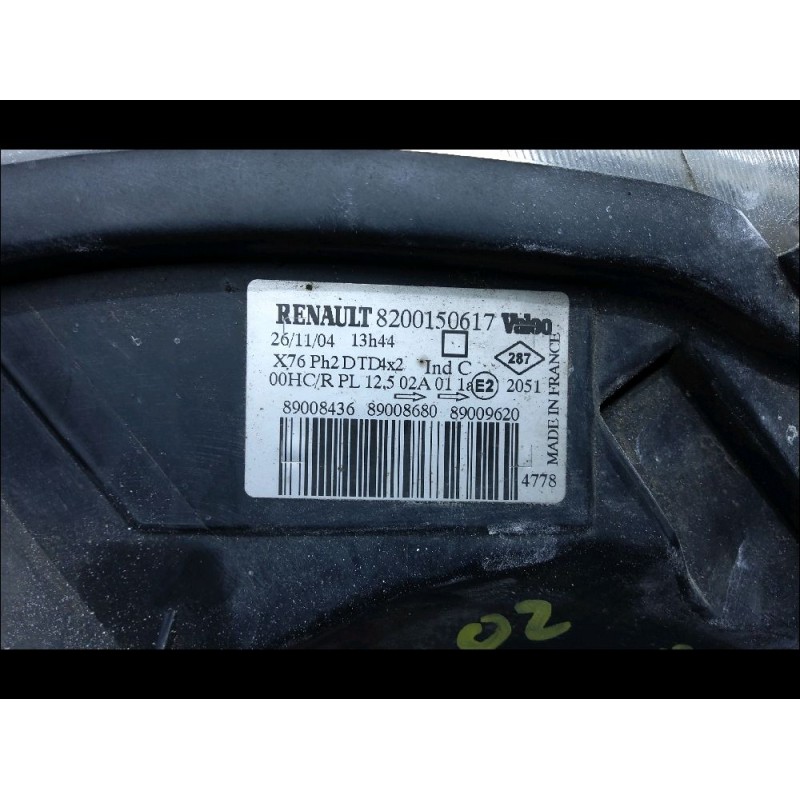 RENAULT 8200150617 Valeo
26/11/04 13h44
X76 Ph2 DTD4x2 Ind C 287
00HC/R PL 12,5 02A 01 1a E2 2051
89008436 89008680 89009620
4778
MADE IN FRANCE
02